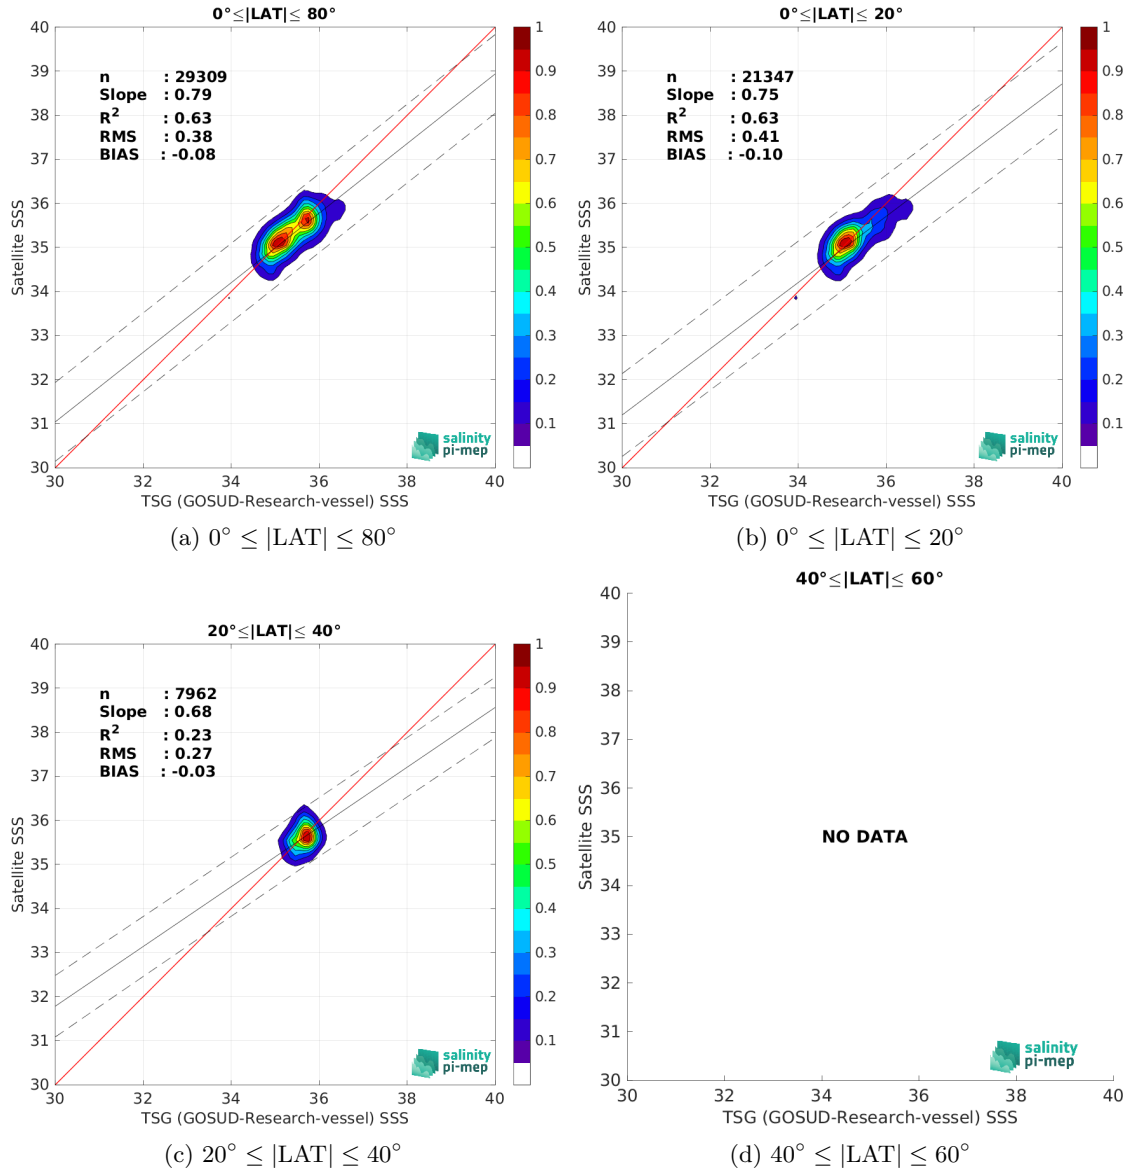 0°≤|LAT|≤ 80°
40
39
38
37
36
35
34
33
32
31
30
30 32 34 36 38 40
Satellite SSS
TSG (GOSUD-Research-vessel) SSS
n : 29309
Slope : 0.79
R² : 0.63
RMS : 0.38
BIAS : -0.08
salinity
pi-mep
1
0.9
0.8
0.7
0.6
0.5
0.4
0.3
0.2
0.1
(a) 0° ≤ |LAT| ≤ 80°
0°≤|LAT|≤ 20°
40
39
38
37
36
35
34
33
32
31
30
30 32 34 36 38 40
Satellite SSS
TSG (GOSUD-Research-vessel) SSS
n : 21347
Slope : 0.75
R² : 0.63
RMS : 0.41
BIAS : -0.10
salinity
pi-mep
1
0.9
0.8
0.7
0.6
0.5
0.4
0.3
0.2
0.1
(b) 0° ≤ |LAT| ≤ 20°
20°≤|LAT|≤ 40°
40
39
38
37
36
35
34
33
32
31
30
30 32 34 36 38 40
Satellite SSS
TSG (GOSUD-Research-vessel) SSS
n : 7962
Slope : 0.68
R² : 0.23
RMS : 0.27
BIAS : -0.03
salinity
pi-mep
1
0.9
0.8
0.7
0.6
0.5
0.4
0.3
0.2
0.1
(c) 20° ≤ |LAT| ≤ 40°
40°≤|LAT|≤ 60°
40
39
38
37
36
35
34
33
32
31
30
30 32 34 36 38 40
Satellite SSS
TSG (GOSUD-Research-vessel) SSS
NO DATA
salinity
pi-mep
(d) 40° ≤ |LAT| ≤ 60°